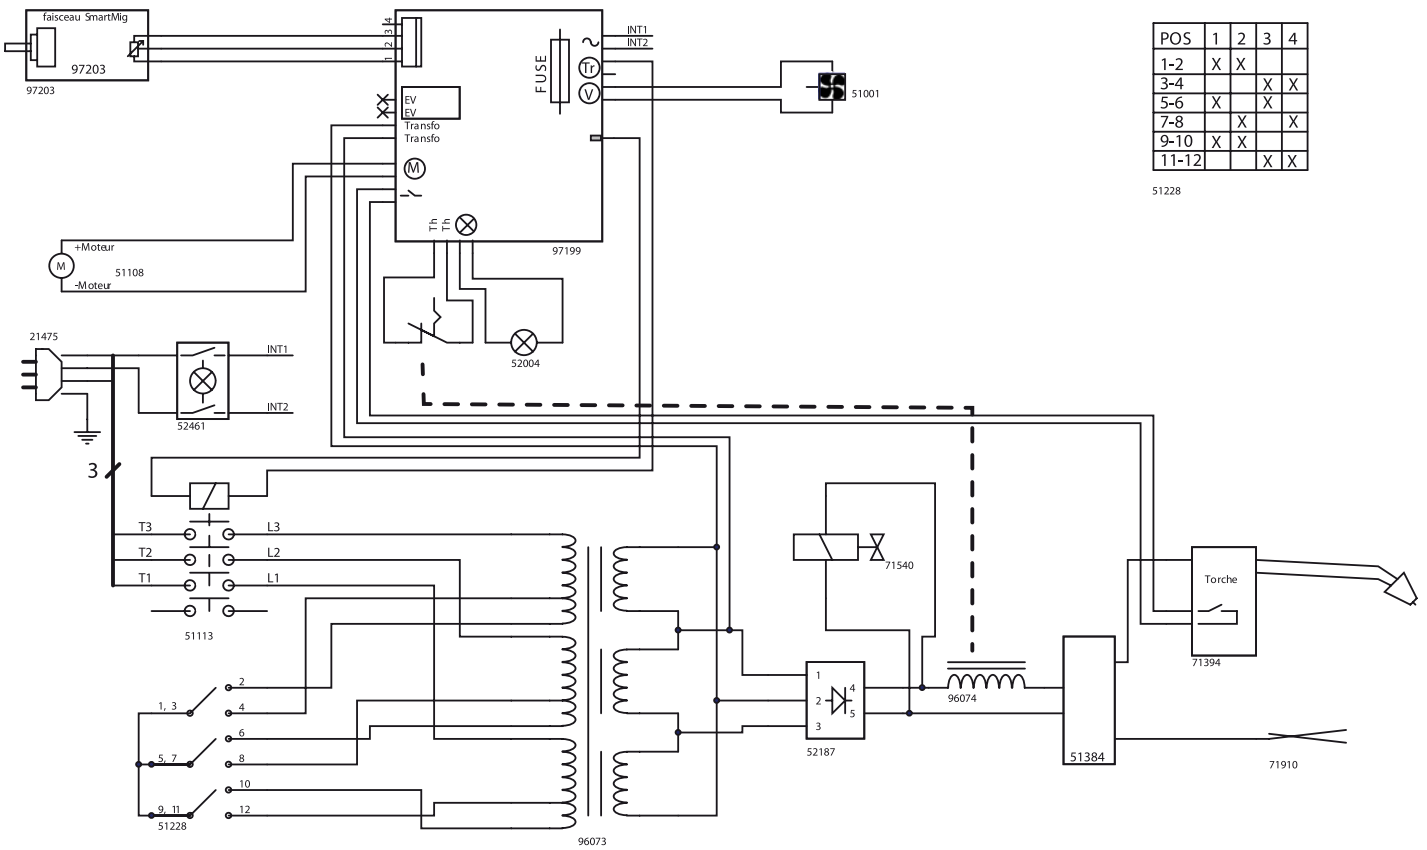 faisceau SmartMig
97203
97203
4
3
2
1
EV
EV
Transfo
Transfo
M
Th
Th
FUSE
Tr
V
INT1
INT2
97199
51001
POS 1 2 3 4
1-2 X X
3-4 X X
5-6 X X
7-8 X X
9-10 X X
11-12 X X
51228
+Moteur
M
51108
-Moteur
52004
21475
INT1
INT2
52461
3
T3 L3
T2 L2
T1 L1
51113
2
1, 3 4
6
5, 7 8
10
9, 11 12
51228
96073
71540
1
2
3
4
5
52187
96074
51384
Torche
71394
71910